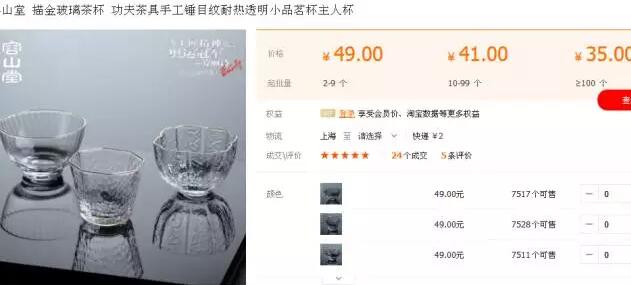 山堂 描金玻璃茶杯 功夫茶具手工锤目纹耐热透明小品茗杯主人杯
宫山堂
价格 ¥49.00 ¥41.00 ¥35.00
起批量 2-9 个 10-99 个 ≥100 个
查
权益 登录 享受会员价、淘宝数据等更多权益
物流 上海 至 请选择 快递 ¥2
成交\评价 ★★★★★ 24个成交 5条评价
颜色 49.00元 7517个可售 − 0
49.00元 7528个可售 − 0
49.00元 7511个可售 − 0